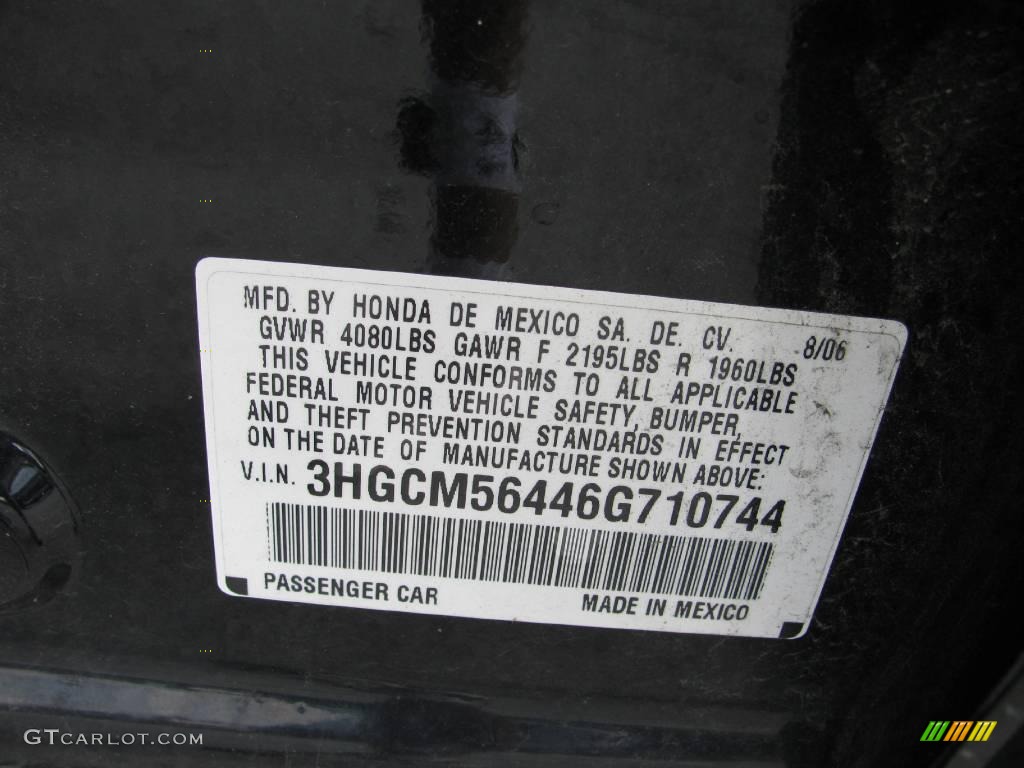 MFD. BY HONDA DE MEXICO SA. DE. CV. 8/06
GVWR 4080LBS GAWR F 2195LBS R 1960LBS
THIS VEHICLE CONFORMS TO ALL APPLICABLE
FEDERAL MOTOR VEHICLE SAFETY, BUMPER,
AND THEFT PREVENTION STANDARDS IN EFFECT
ON THE DATE OF MANUFACTURE SHOWN ABOVE:
V.I.N. 3HGCM56446G710744
PASSENGER CAR MADE IN MEXICO
GTCARLOT.COM